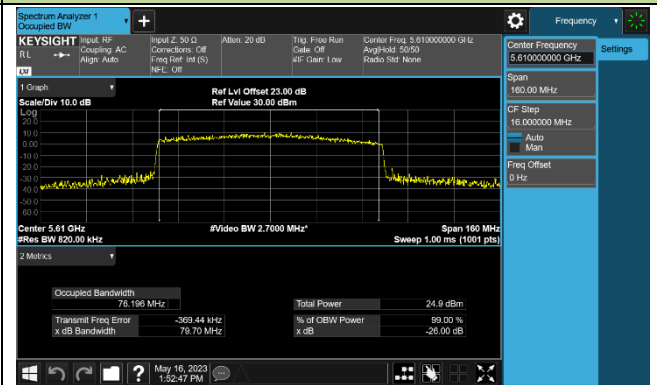 Spectrum Analyzer 1
Occupied BW
Frequency
KEYSIGHT
Input: RF
Coupling: AC
Align: Auto
Input Z: 50 Ω
Corrections: Off
Freq Ref: Int (S)
NFE: Off
Atten: 20 dB
Trig: Free Run
Gate: Off
#IF Gain: Low
Center Freq: 5.610000000 GHz
Avg|Hold: 50/50
Radio Std: None
RL
LXI
Center Frequency
5.610000000 GHz
Settings
Span
160.00 MHz
CF Step
16.000000 MHz
Auto
Man
Freq Offset
0 Hz
1 Graph
Scale/Div 10.0 dB
Ref Lvl Offset 23.00 dB
Ref Value 30.00 dBm
Log
20.0
10.0
0.00
-10.0
-20.0
-30.0
-40.0
-50.0
-60.0
Center 5.61 GHz
#Video BW 2.7000 MHz*
Span 160 MHz
#Res BW 820.00 kHz
Sweep 1.00 ms (1001 pts)
2 Metrics
Occupied Bandwidth
76.196 MHz
Total Power 24.9 dBm
Transmit Freq Error -369.44 kHz
% of OBW Power 99.00 %
x dB Bandwidth 79.70 MHz
x dB -26.00 dB
May 16, 2023
1:52:47 PM